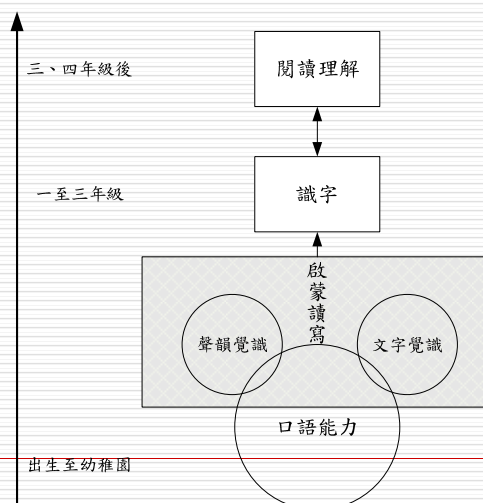 三、四年級後
閱讀理解
一至三年級
識字
啟蒙讀寫
聲韻覺識
文字覺識
口語能力
出生至幼稚園